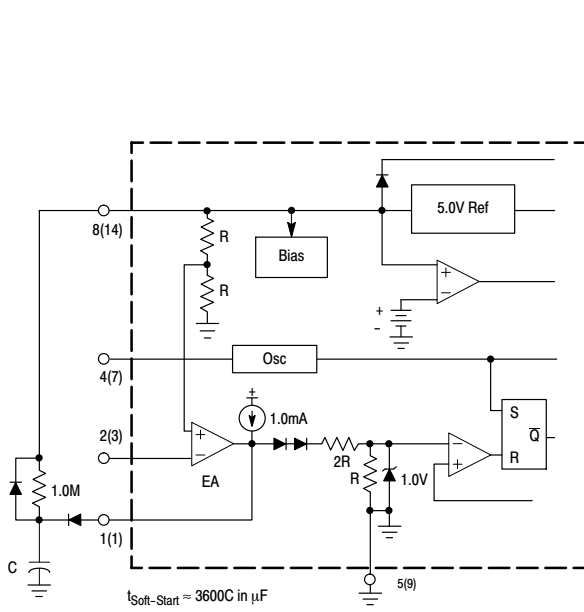 5.0V Ref
8(14)
R
Bias
R
+
−
+
-
4(7)
Osc
+
S
1.0mA
Q
2(3)
+
−
EA
2R
R
1.0V
−
+
R
1.0M
1(1)
C
5(9)
tSoft-Start ≈ 3600C in μF